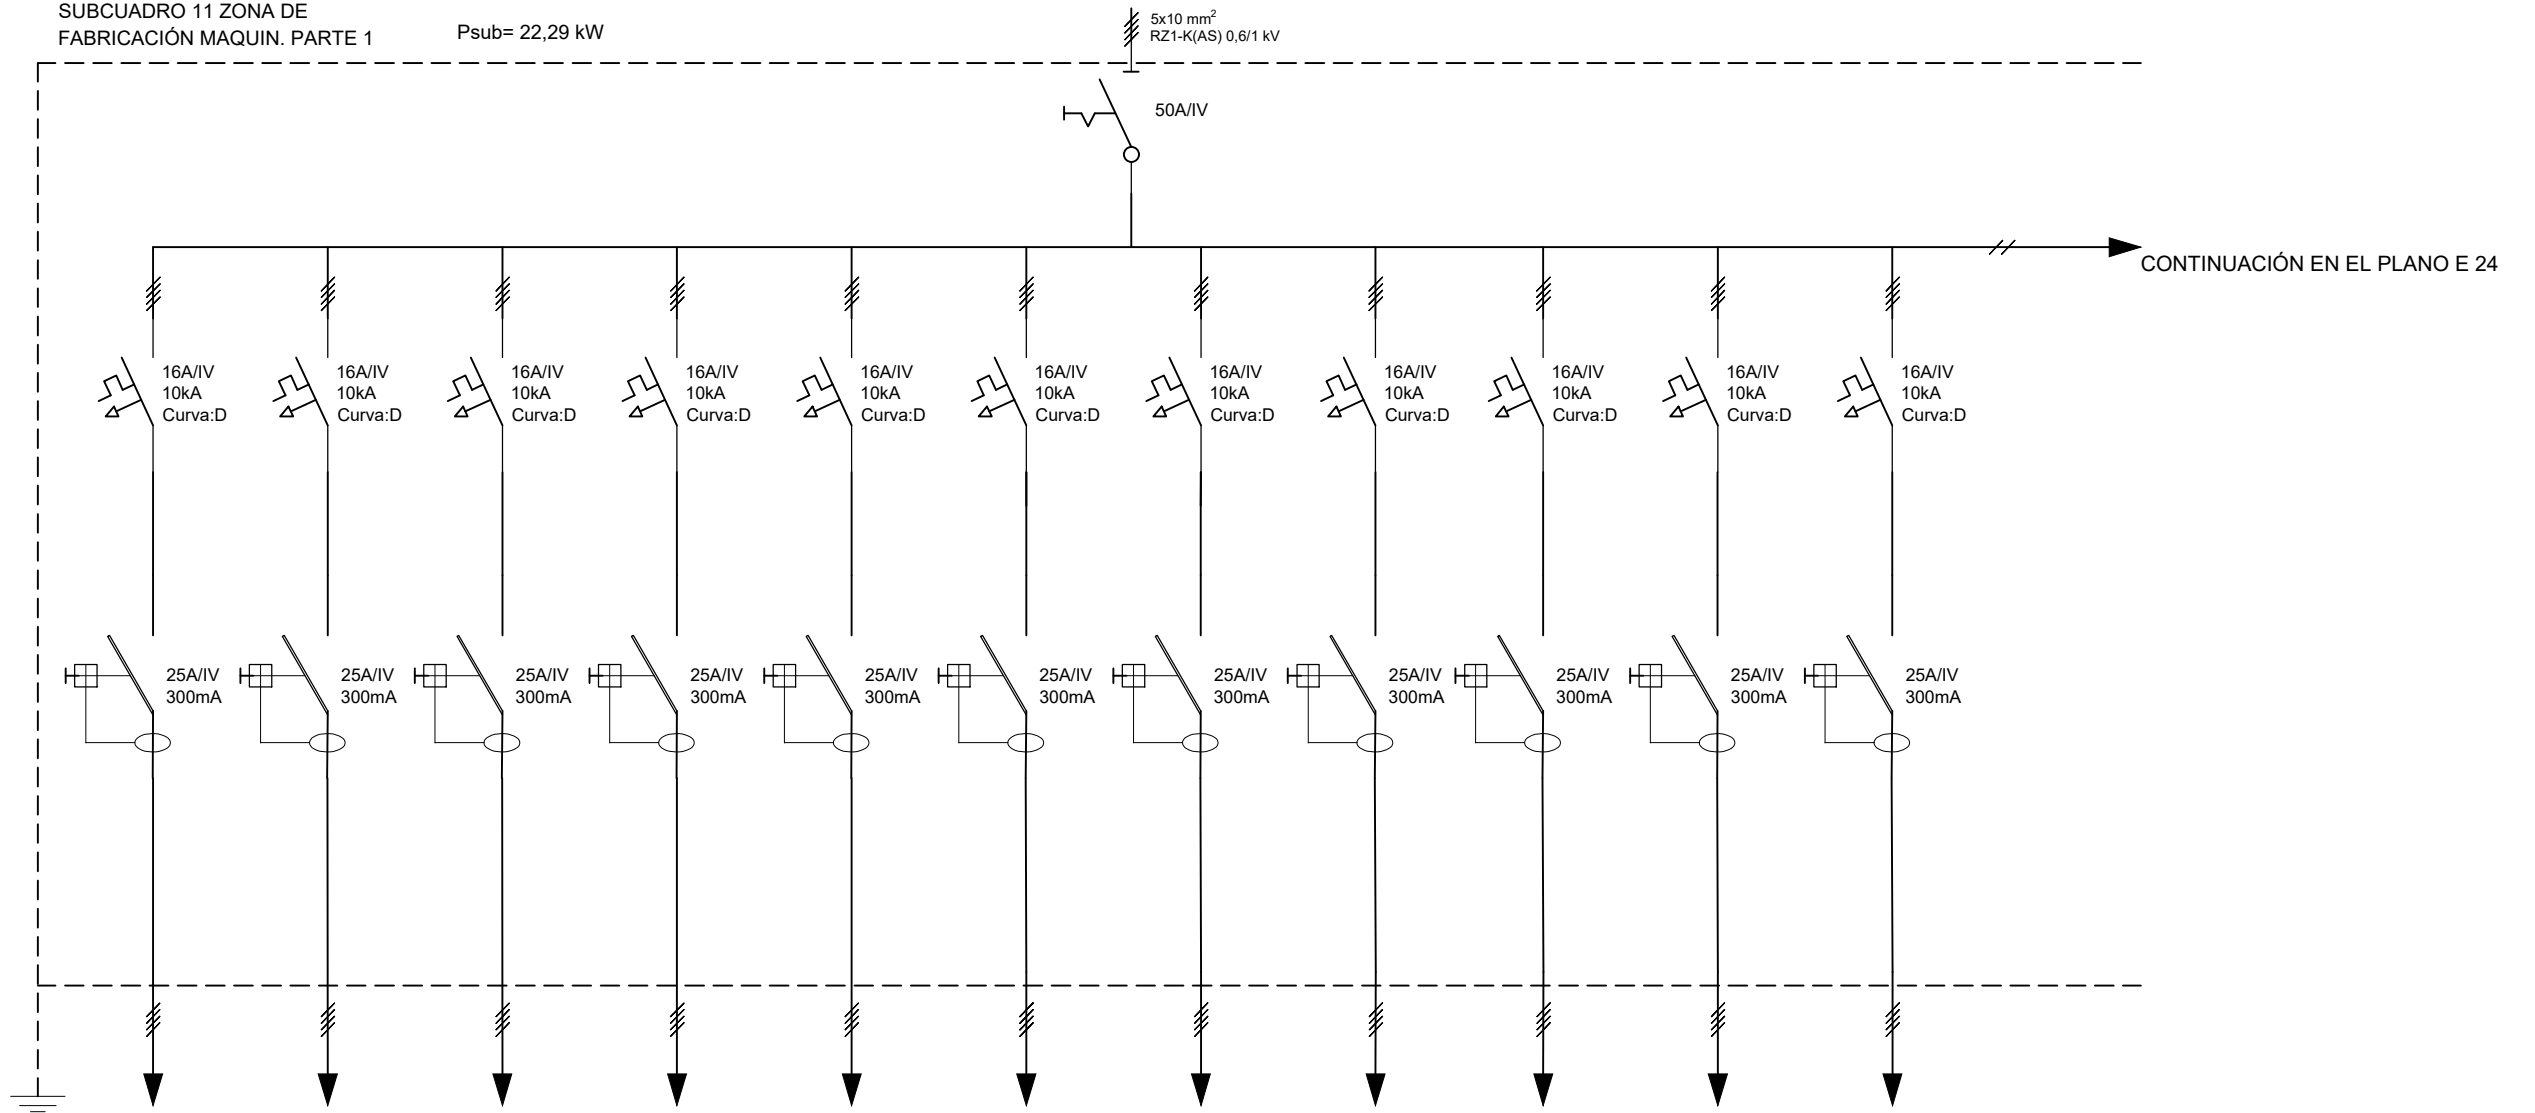 SUBCUADRO 11 ZONA DE
FABRICACIÓN MAQUIN. PARTE 1
Psub= 22,29 kW
5x10 mm²
RZ1-K(AS) 0,6/1 kV
50A/IV
CONTINUACIÓN EN EL PLANO E 24
16A/IV
10kA
Curva:D
16A/IV
10kA
Curva:D
16A/IV
10kA
Curva:D
16A/IV
10kA
Curva:D
16A/IV
10kA
Curva:D
16A/IV
10kA
Curva:D
16A/IV
10kA
Curva:D
16A/IV
10kA
Curva:D
16A/IV
10kA
Curva:D
16A/IV
10kA
Curva:D
16A/IV
10kA
Curva:D
25A/IV
300mA
25A/IV
300mA
25A/IV
300mA
25A/IV
300mA
25A/IV
300mA
25A/IV
300mA
25A/IV
300mA
25A/IV
300mA
25A/IV
300mA
25A/IV
300mA
25A/IV
300mA